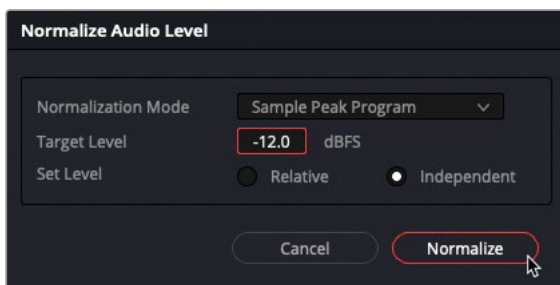 Normalize Audio Level
Normalization Mode Sample Peak Program
Target Level -12.0 dBFS
Set Level Relative Independent
Cancel Normalize